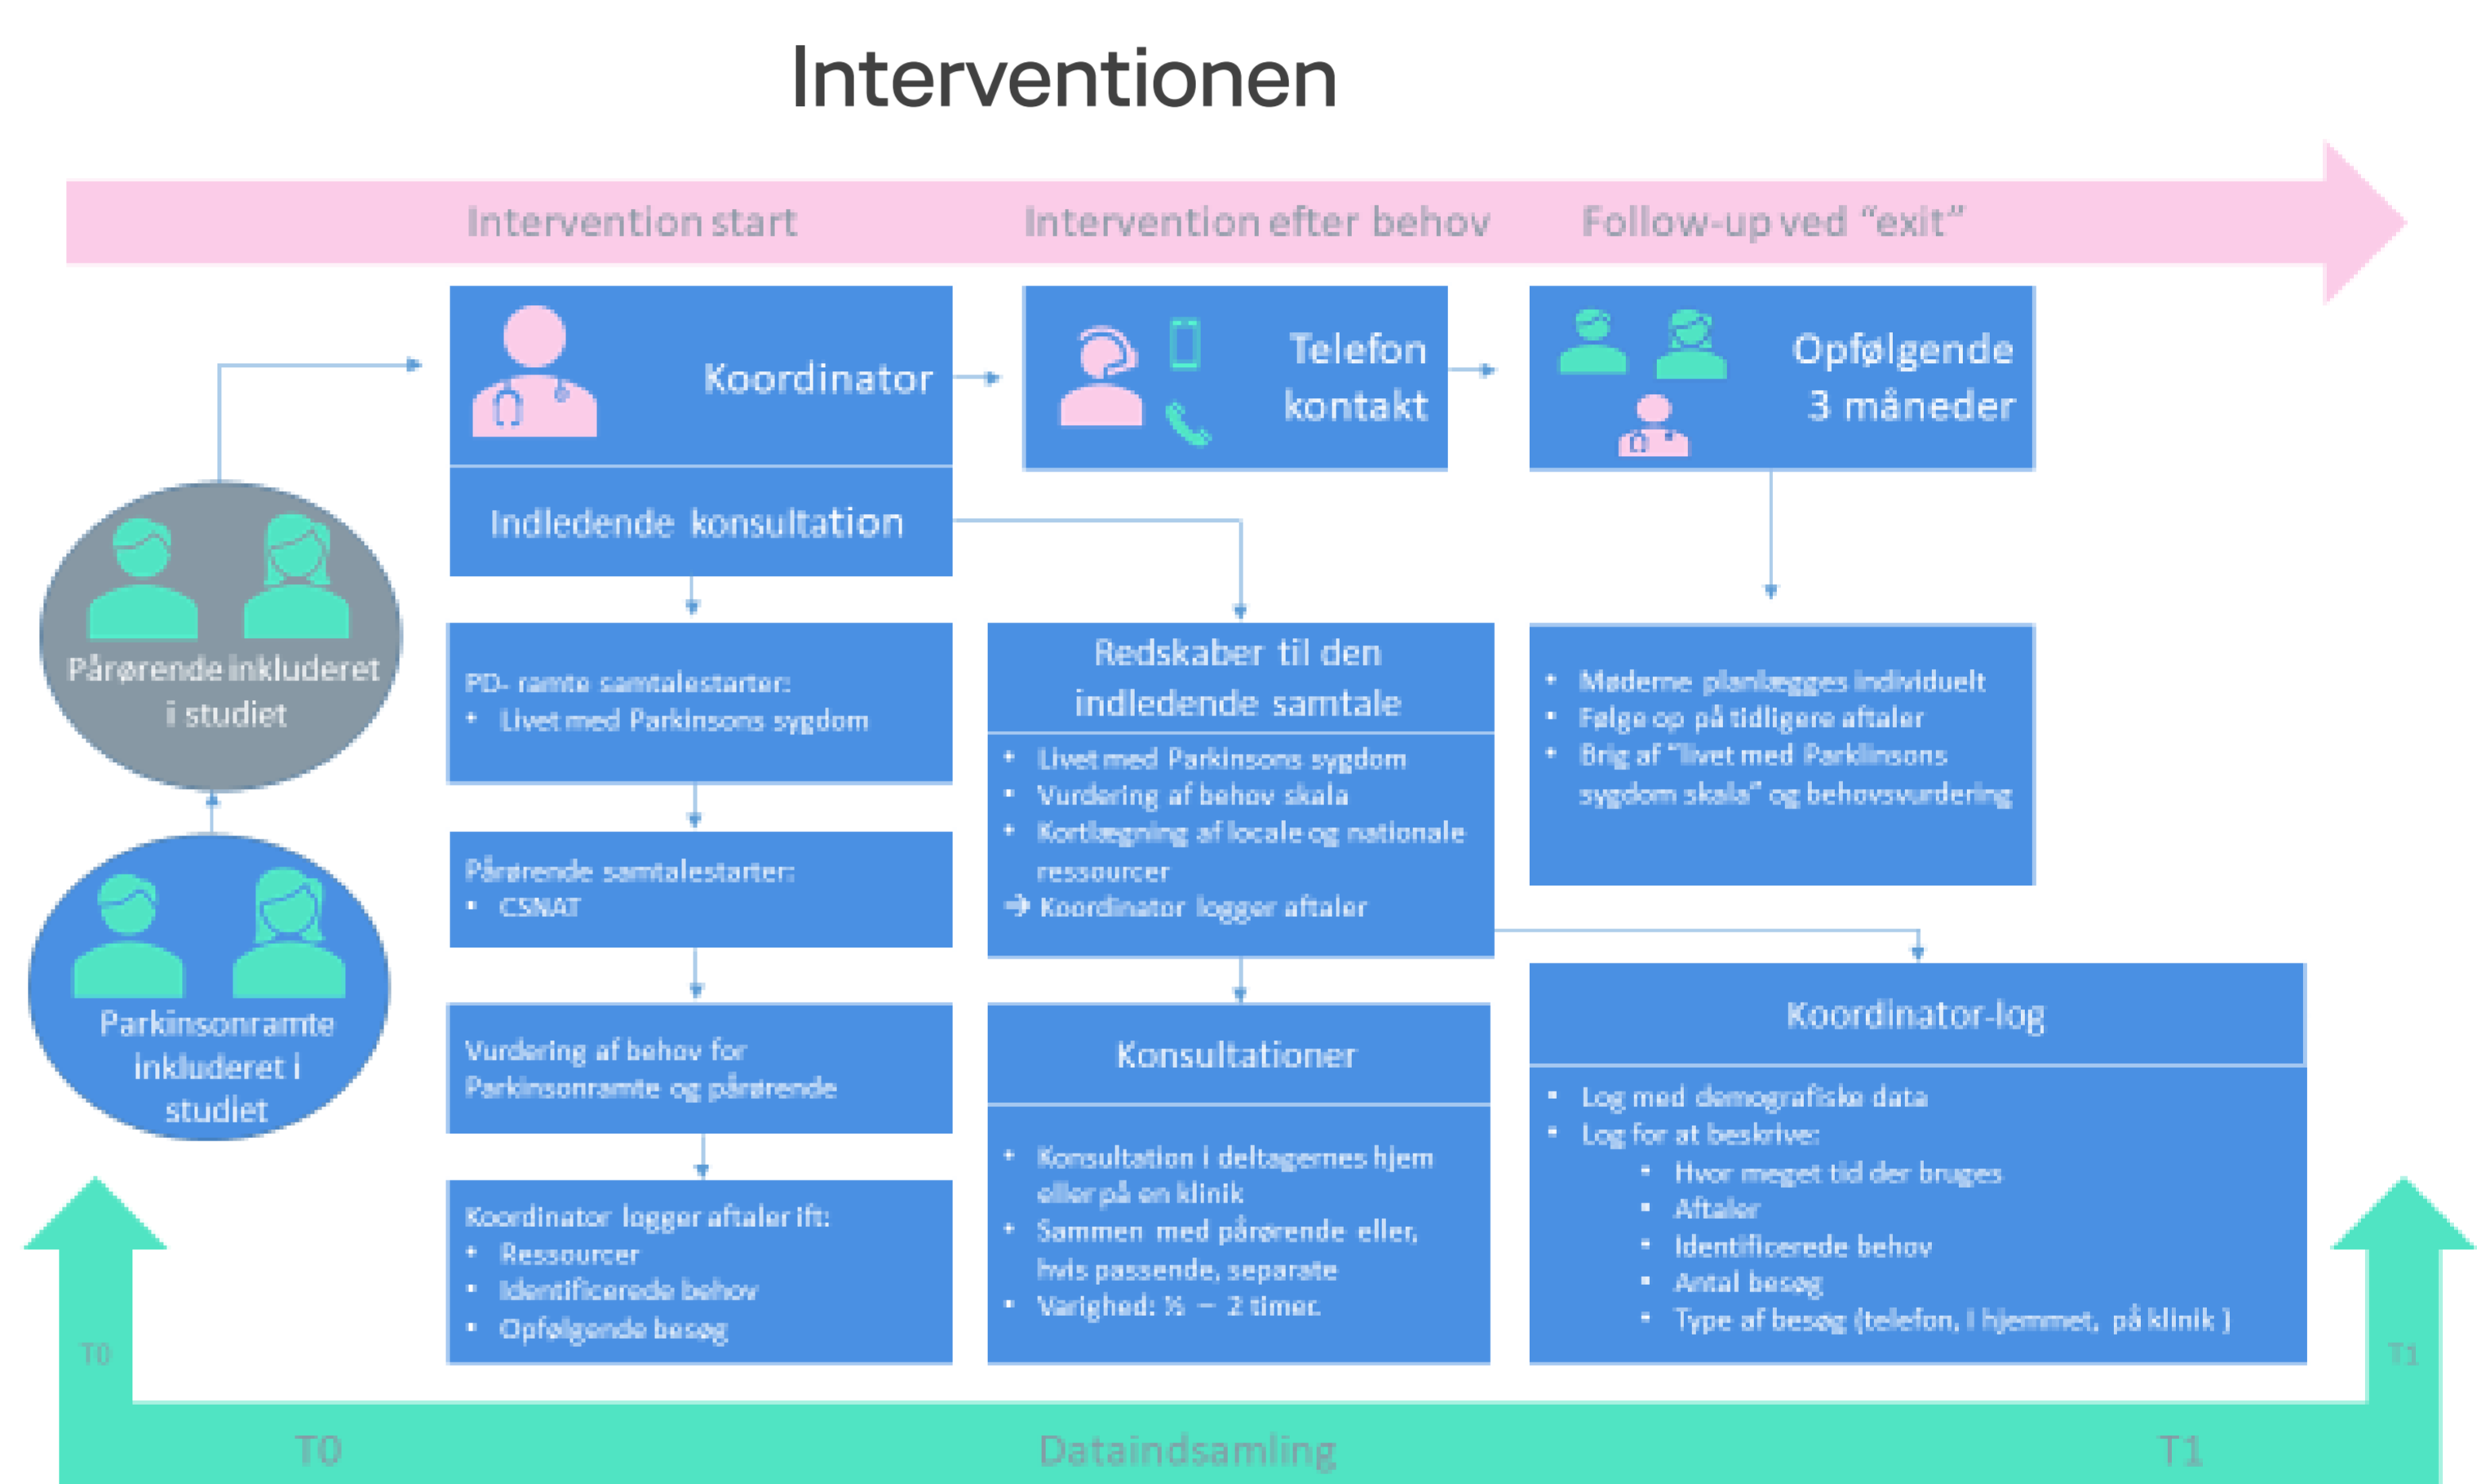 Interventionen
Intervention start
Intervention efter behov
Follow-up ved “exit”
Koordinator
Indledende konsultation
Telefon
kontakt
Opfølgende
3 måneder
Pårørende inkluderet
i studiet
Parkinsonramte
inkluderet i
studiet
PD- ramte samtalestarter:
• Livet med Parkinsons sygdom
Pårørende samtalestarter:
• CSNAT
Vurdering af behov for
Parkinsonramte og pårørende
Koordinator logger aftaler ift:
• Ressourcer
• Identificerede behov
• Opfølgende besøg
Redskaber til den
indledende samtale
• Livet med Parkinsons sygdom
• Vurdering af behov skala
• Kortlægning af locale og nationale
ressourcer
→ Koordinator logger aftaler
Konsultationer
• Konsultation i deltagernes hjem
eller på en klinik
• Sammen med pårørende eller,
hvis passende, separate
• Varighed: ½ – 2 timer.
• Møderne planlægges individuelt
• Følge op på tidligere aftaler
• Brig af “livet med Parklinsons
sygdom skala” og behovsvurdering
Koordinator-log
• Log med demografiske data
• Log for at beskrive:
• Hvor meget tid der bruges
• Aftaler
• Identificerede behov
• Antal besøg
• Type af besøg (telefon, i hjemmet, på klinik )
T0
T1
T0
Dataindsamling
T1